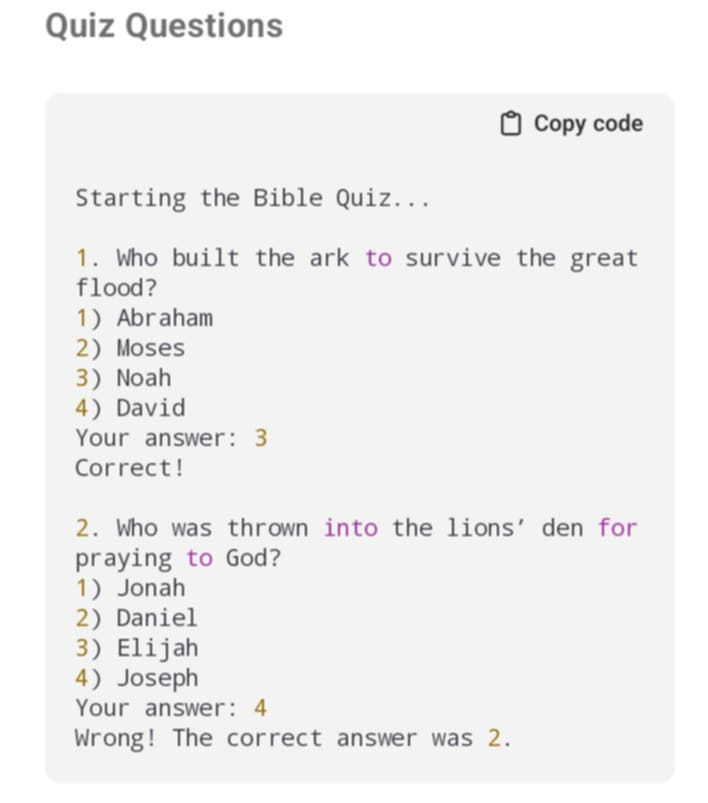 Quiz Questions
Copy code
Starting the Bible Quiz...
1. Who built the ark to survive the great
flood?
1) Abraham
2) Moses
3) Noah
4) David
Your answer: 3
Correct!
2. Who was thrown into the lions’ den for
praying to God?
1) Jonah
2) Daniel
3) Elijah
4) Joseph
Your answer: 4
Wrong! The correct answer was 2.